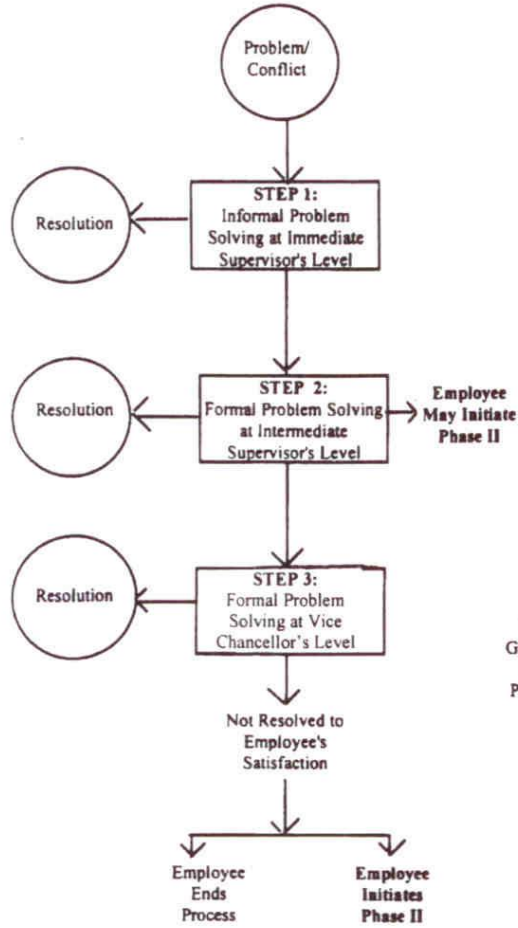 Problem/
Conflict
STEP 1:
Informal Problem
Solving at Immediate
Supervisor's Level
Resolution
STEP 2:
Formal Problem Solving
at Intermediate
Supervisor's Level
Resolution
Employee
May Initiate
Phase II
STEP 3:
Formal Problem
Solving at Vice
Chancellor's Level
Resolution
G
P
Not Resolved to
Employee's
Satisfaction
Employee
Ends
Process
Employee
Initiates
Phase II